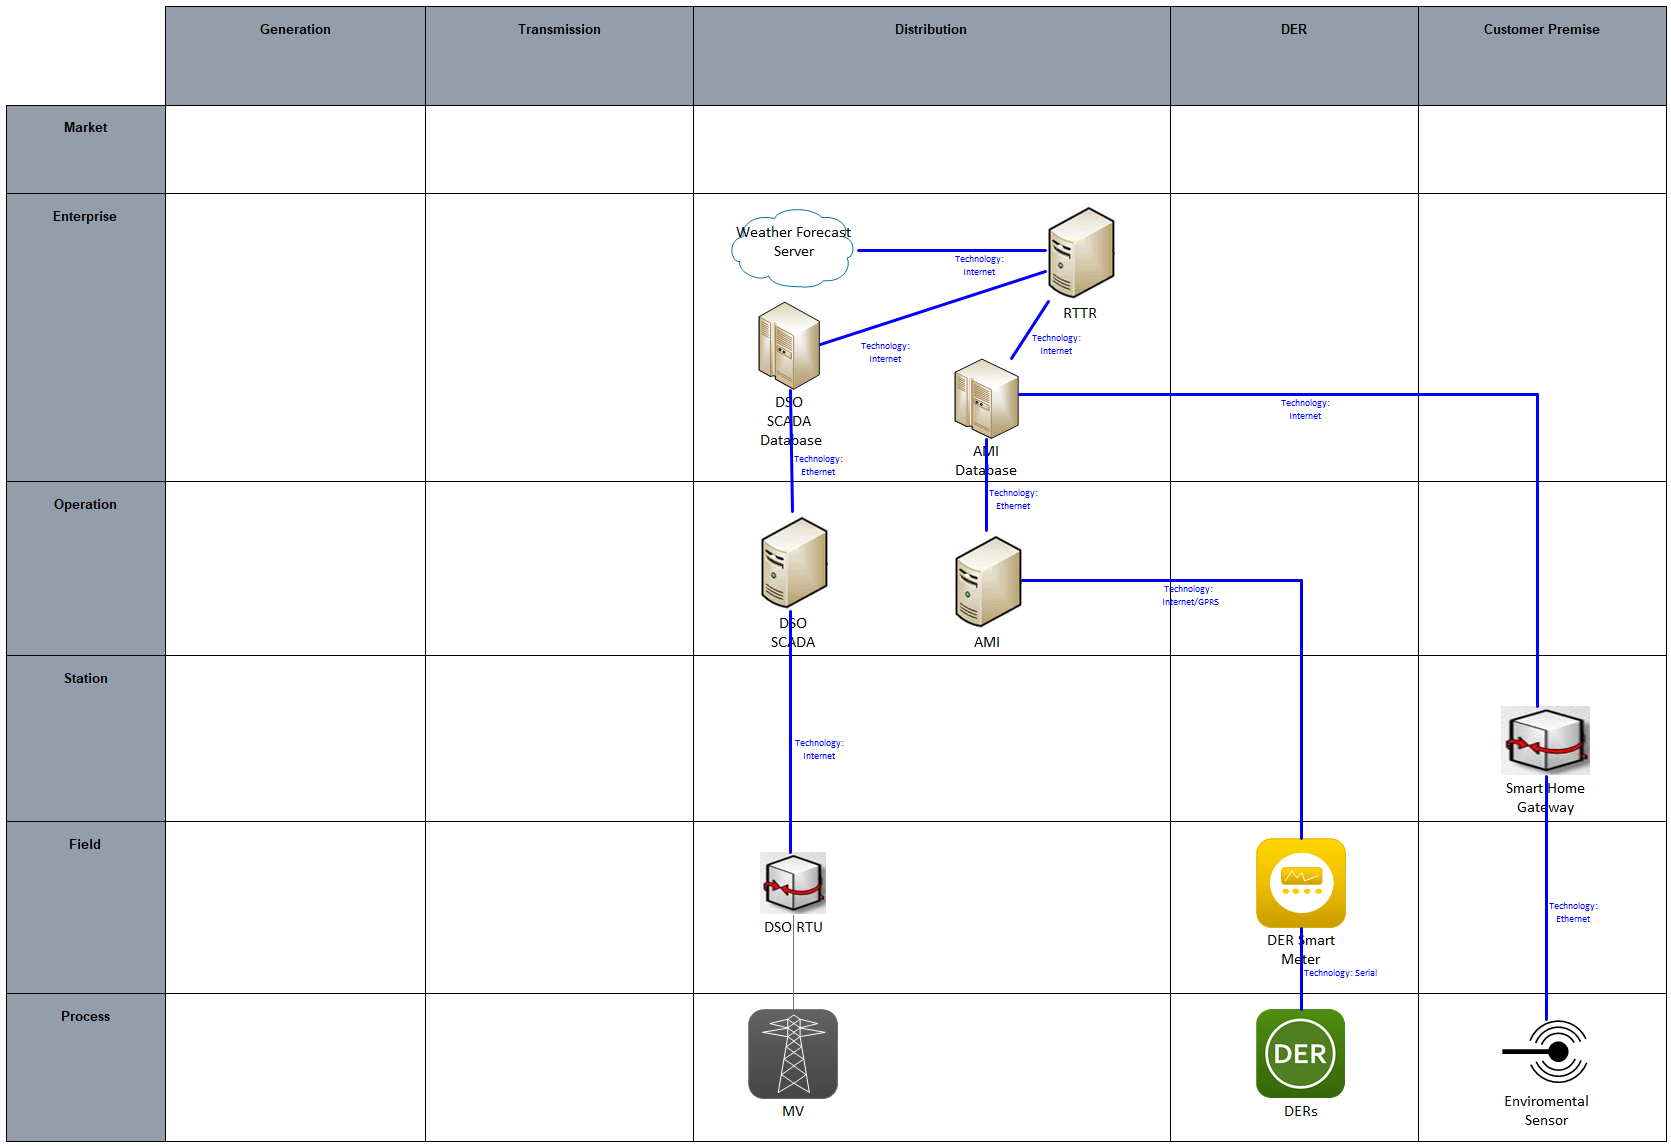 Generation
Transmission
Distribution
DER
Customer Premise
Market
Enterprise
Weather Forecast
Server
Technology:
Internet
RTTR
Technology:
Internet
Technology:
Internet
DSO
SCADA
Database
Technology:
Internet
AMI
Database
Technology:
Ethernet
Operation
Technology:
Ethernet
Technology:
Internet/GPRS
DSO
SCADA
AMI
Station
Technology:
Internet
Smart Home
Gateway
Field
DSO RTU
DER Smart
Meter
Technology: Serial
Technology:
Ethernet
Process
DER
MV
DERs
Enviromental
Sensor